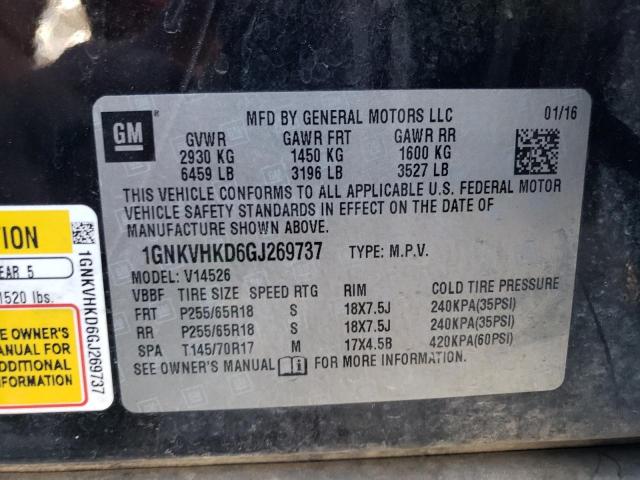 GM
®
MFD BY GENERAL MOTORS LLC 01/16
GVWR GAWR FRT GAWR RR
2930 KG 1450 KG 1600 KG
6459 LB 3196 LB 3527 LB
THIS VEHICLE CONFORMS TO ALL APPLICABLE U.S. FEDERAL MOTOR
VEHICLE SAFETY STANDARDS IN EFFECT ON THE DATE OF
MANUFACTURE SHOWN ABOVE.
1GNKVHKD6GJ269737 TYPE: M.P.V.
MODEL: V14526
VBBF TIRE SIZE SPEED RTG RIM COLD TIRE PRESSURE
FRT P255/65R18 S 18X7.5J 240KPA(35PSI)
RR P255/65R18 S 18X7.5J 240KPA(35PSI)
SPA T145/70R17 M 17X4.5B 420KPA(60PSI)
SEE OWNER'S MANUAL FOR MORE INFORMATION.
TION
EAR 5
1520 lbs.
E OWNER'S
ANUAL FOR
ADDITIONAL
FORMATION
1GNKVHKD6GJ269737